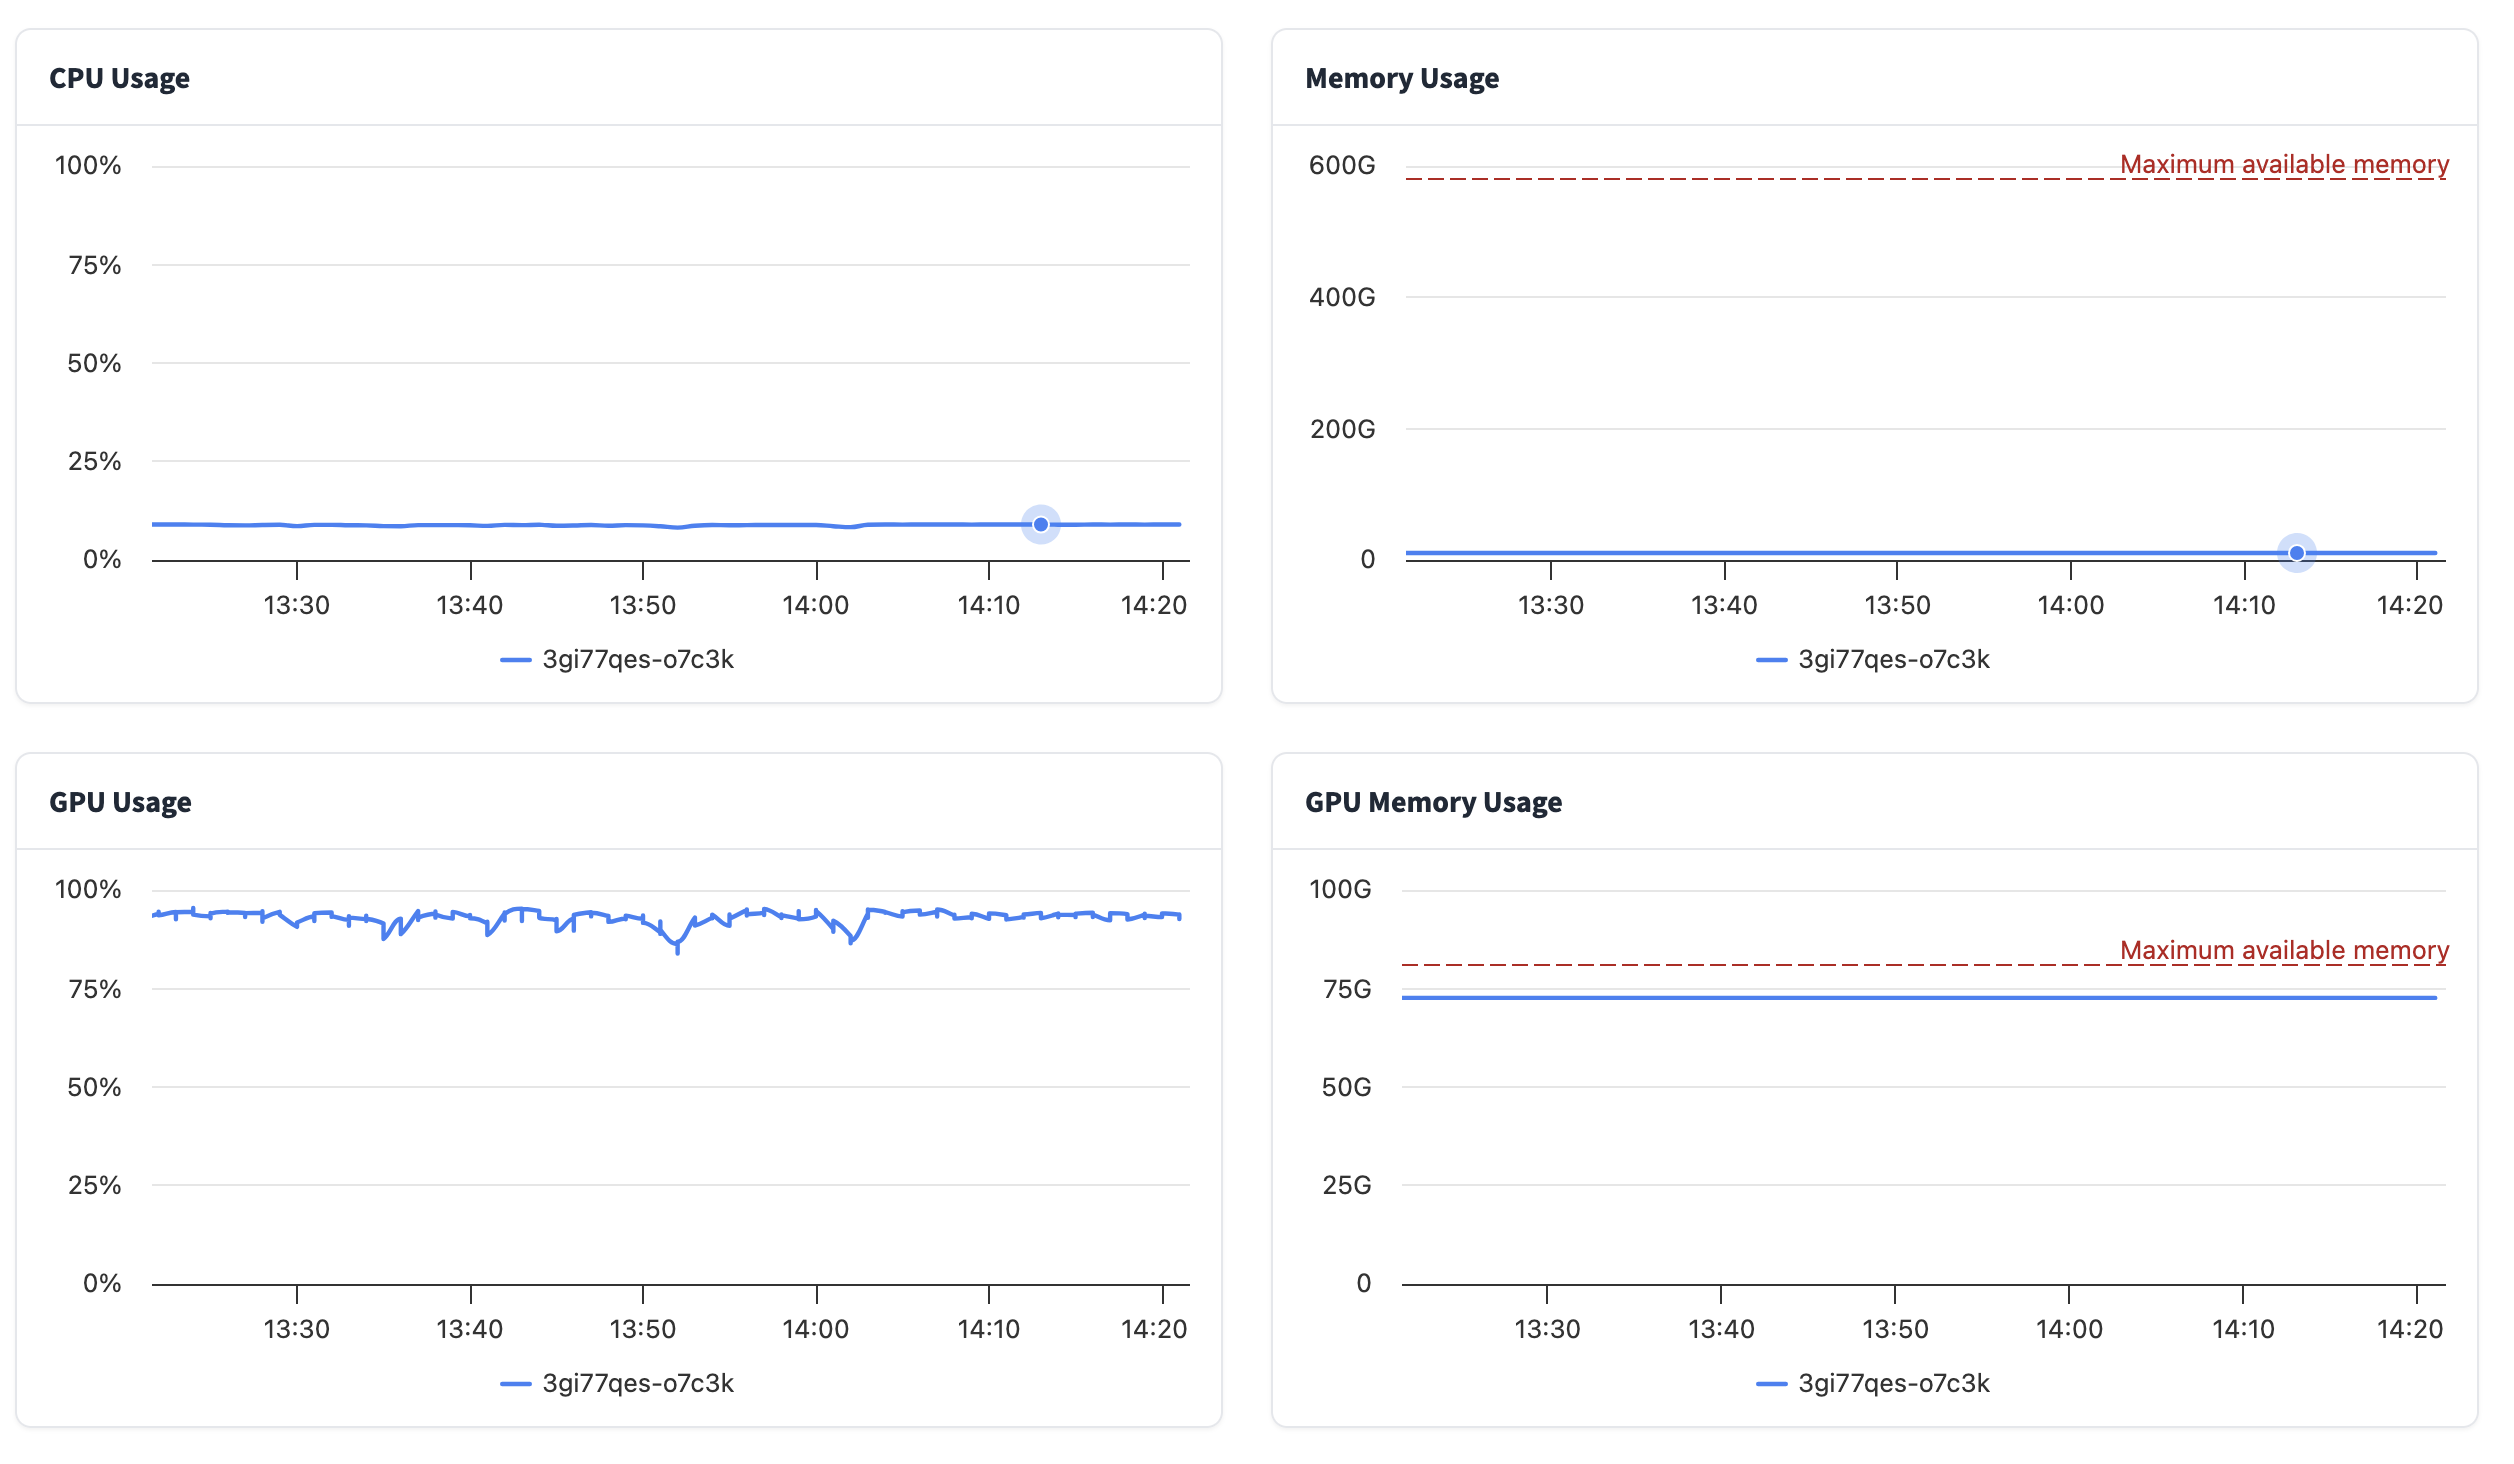 CPU Usage
100%
75%
50%
25%
0%
13:30 13:40 13:50 14:00 14:10 14:20
3gi77qes-o7c3k
Memory Usage
600G
Maximum available memory
400G
200G
0
13:30 13:40 13:50 14:00 14:10 14:20
3gi77qes-o7c3k
GPU Usage
100%
75%
50%
25%
0%
13:30 13:40 13:50 14:00 14:10 14:20
3gi77qes-o7c3k
GPU Memory Usage
100G
Maximum available memory
75G
50G
25G
0
13:30 13:40 13:50 14:00 14:10 14:20
3gi77qes-o7c3k